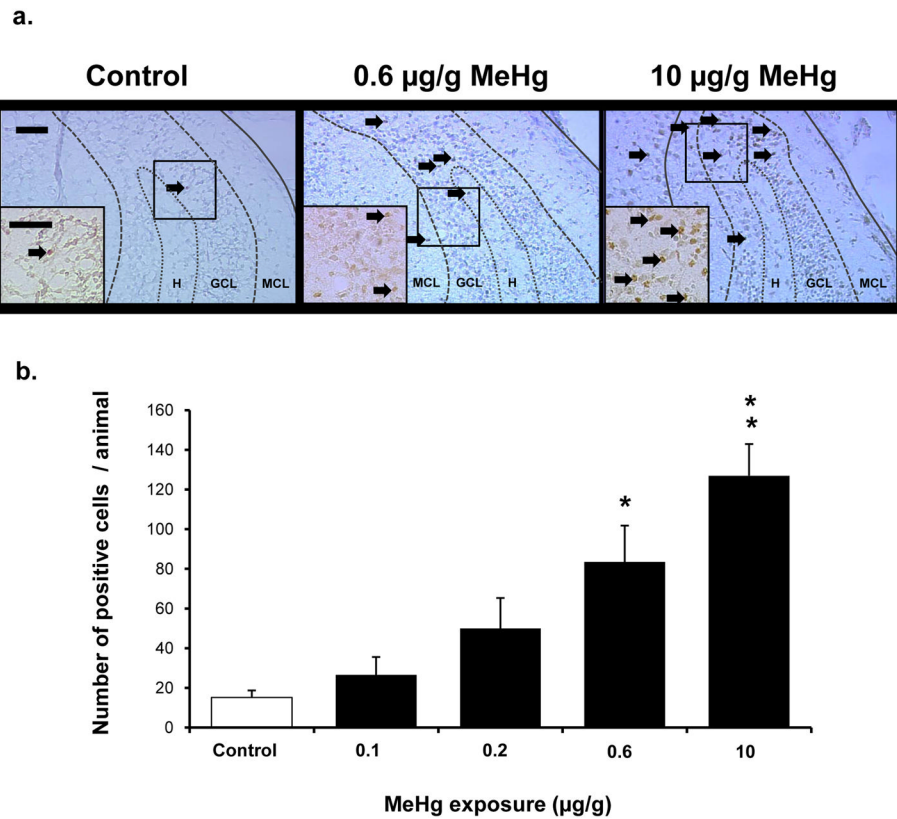 a.
Control 0.6 µg/g MeHg 10 µg/g MeHg
H GCL MCL MCL GCL H H GCL MCL
b.
Number of positive cells / animal
160
140
120
100
80
60
40
20
0
*
*
*
Control 0.1 0.2 0.6 10
MeHg exposure (µg/g)